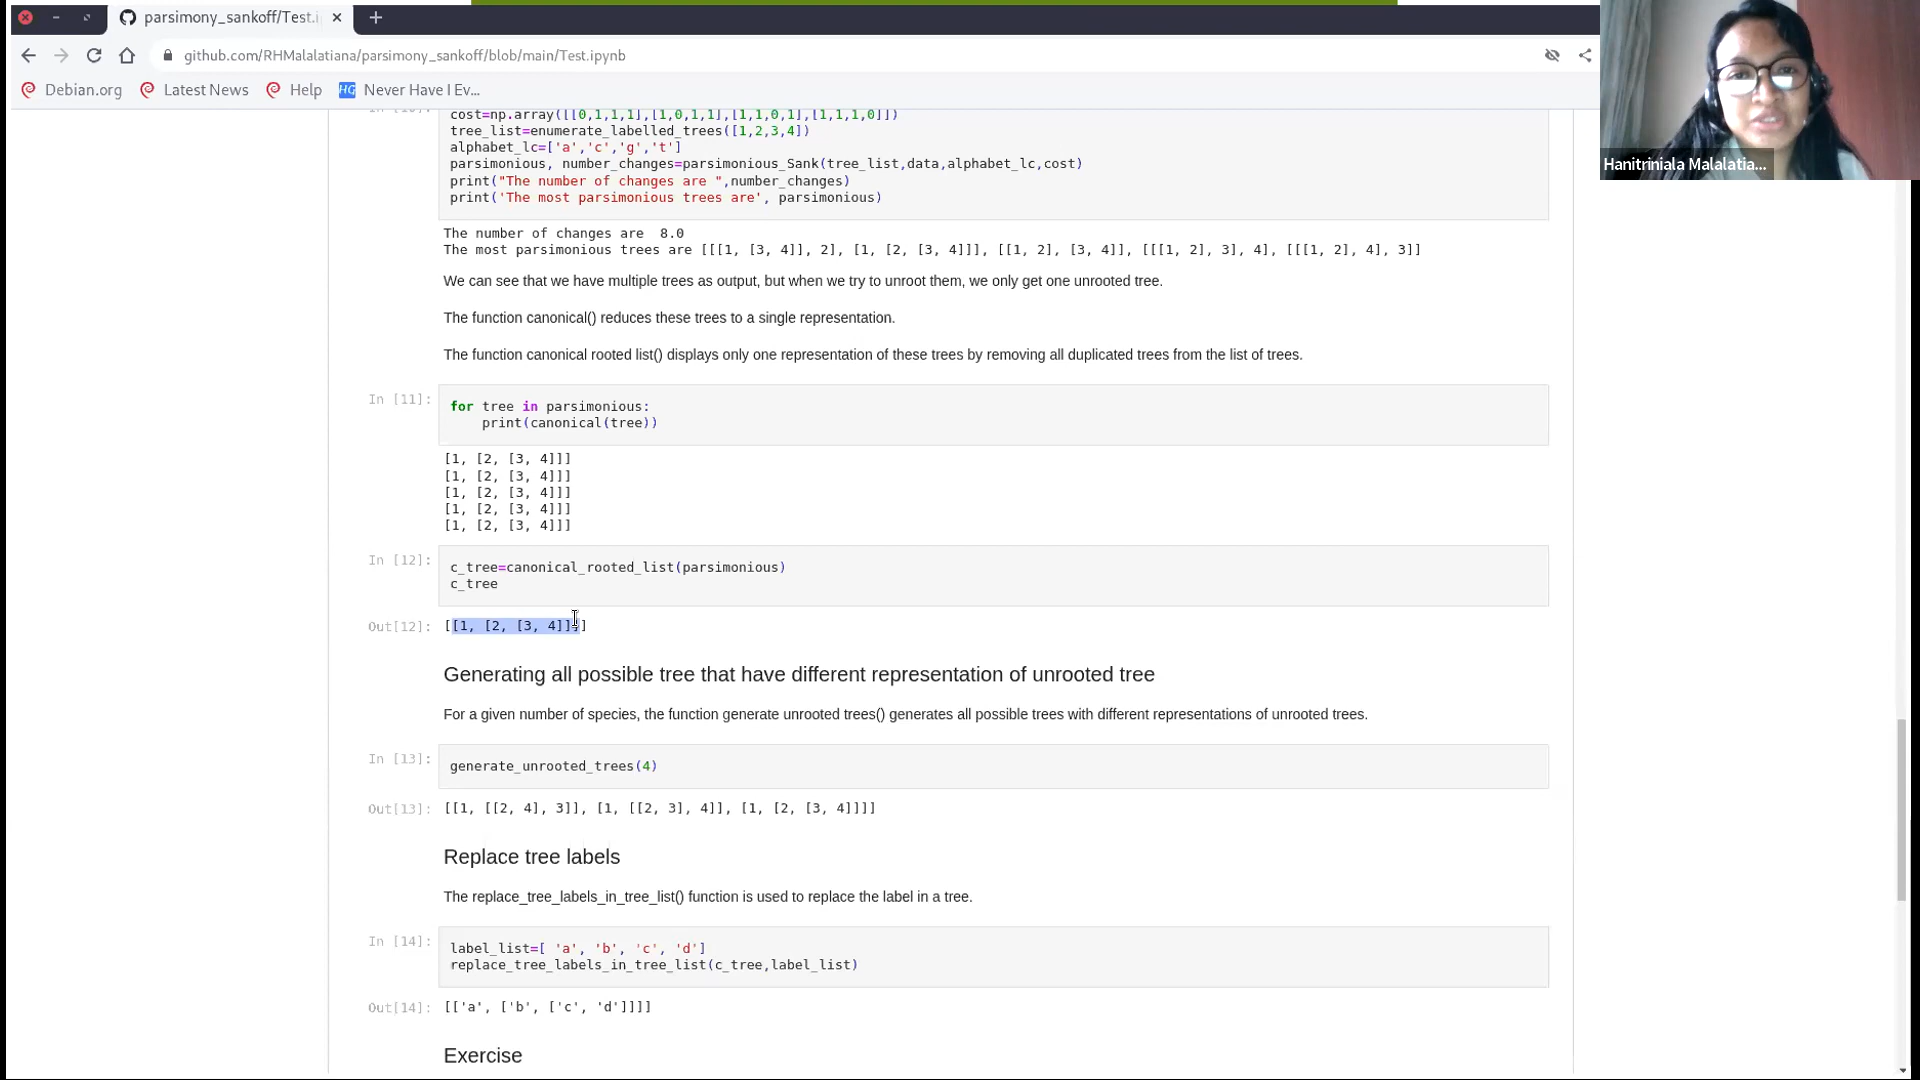 parsimony_sankoff/Test.i
github.com/RHMalalatiana/parsimony_sankoff/blob/main/Test.ipynb
Debian.org Latest News Help HG Never Have I Ev...
Hanitriniala Malalatia...
cost=np.array([[0,1,1,1],[1,0,1,1],[1,1,0,1],[1,1,1,0]])
tree_list=enumerate_labelled_trees([1,2,3,4])
alphabet_lc=['a','c','g','t']
parsimonious, number_changes=parsimonious_Sank(tree_list,data,alphabet_lc,cost)
print("The number of changes are ",number_changes)
print('The most parsimonious trees are', parsimonious)
The number of changes are  8.0
The most parsimonious trees are [[[1, [3, 4]], 2], [1, [2, [3, 4]]], [[1, 2], [3, 4]], [[[1, 2], 3], 4], [[[1, 2], 4], 3]]
We can see that we have multiple trees as output, but when we try to unroot them, we only get one unrooted tree.
The function canonical() reduces these trees to a single representation.
The function canonical rooted list() displays only one representation of these trees by removing all duplicated trees from the list of trees.
In [11]:
for tree in parsimonious:
    print(canonical(tree))
[1, [2, [3, 4]]]
[1, [2, [3, 4]]]
[1, [2, [3, 4]]]
[1, [2, [3, 4]]]
[1, [2, [3, 4]]]
In [12]:
c_tree=canonical_rooted_list(parsimonious)
c_tree
Out[12]: [[1, [2, [3, 4]]]]
Generating all possible tree that have different representation of unrooted tree
For a given number of species, the function generate unrooted trees() generates all possible trees with different representations of unrooted trees.
In [13]:
generate_unrooted_trees(4)
Out[13]: [[1, [[2, 4], 3]], [1, [[2, 3], 4]], [1, [2, [3, 4]]]]
Replace tree labels
The replace_tree_labels_in_tree_list() function is used to replace the label in a tree.
In [14]:
label_list=[ 'a', 'b', 'c', 'd']
replace_tree_labels_in_tree_list(c_tree,label_list)
Out[14]: [['a', ['b', ['c', 'd']]]]
Exercise